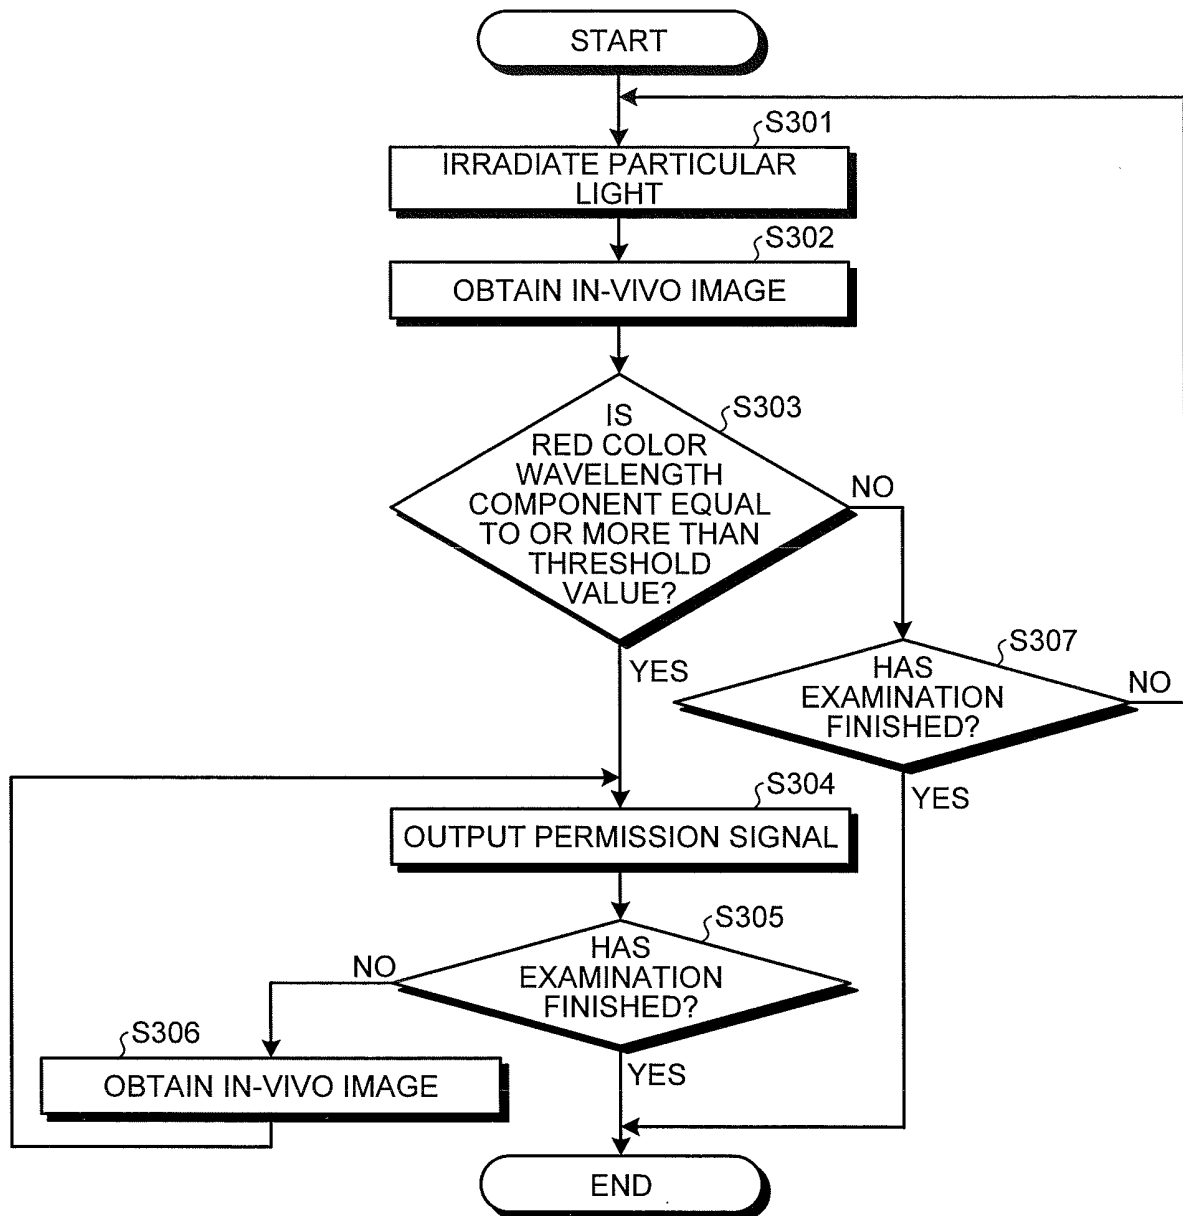 START
S301
IRRADIATE PARTICULAR
LIGHT
S302
OBTAIN IN-VIVO IMAGE
S303
IS
RED COLOR
WAVELENGTH
COMPONENT EQUAL
TO OR MORE THAN
THRESHOLD
VALUE?
NO
YES
S307
HAS
EXAMINATION
FINISHED?
NO
YES
S304
OUTPUT PERMISSION SIGNAL
S305
HAS
EXAMINATION
FINISHED?
NO
YES
S306
OBTAIN IN-VIVO IMAGE
END